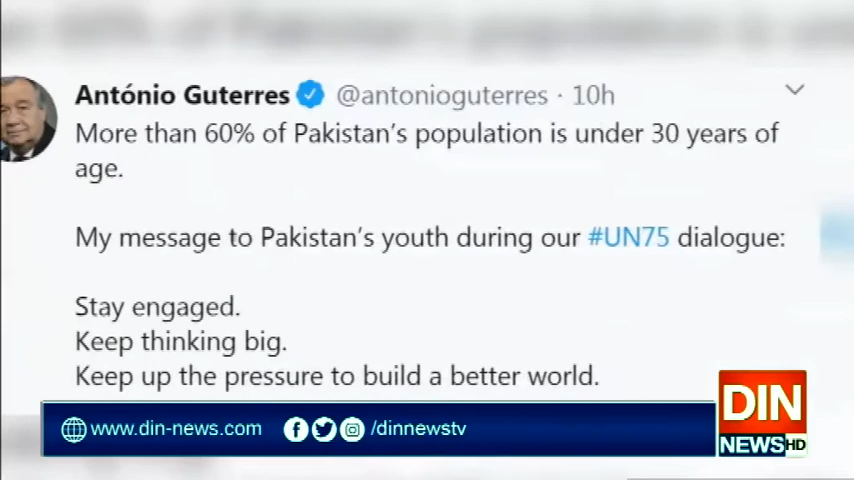 António Guterres @antonioguterres · 10h
More than 60% of Pakistan's population is under 30 years of
age.
My message to Pakistan's youth during our #UN75 dialogue:
Stay engaged.
Keep thinking big.
Keep up the pressure to build a better world.
www.din-news.com /dinnewstv
DIN
NEWS HD